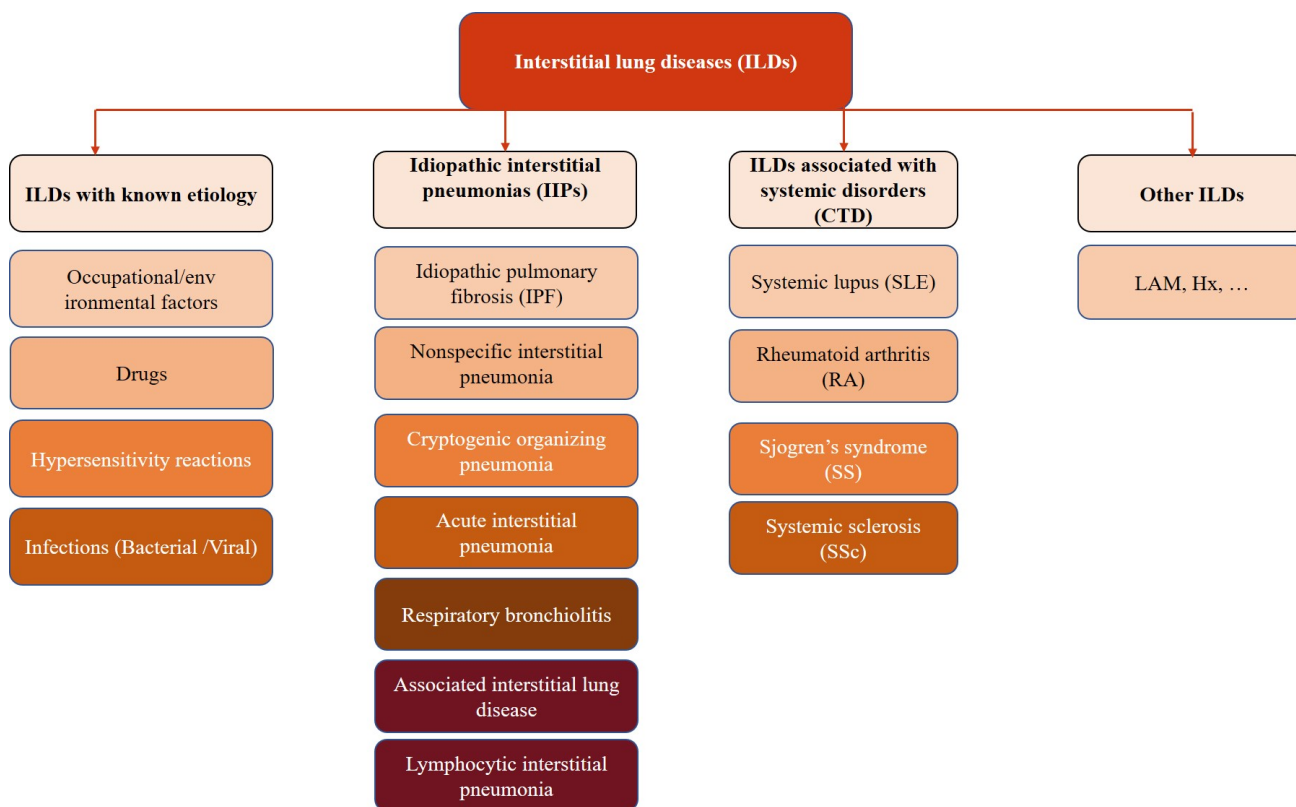 Interstitial lung diseases (ILDs)
ILDs with known etiology
Occupational/env
ironmental factors
Drugs
Hypersensitivity reactions
Infections (Bacterial /Viral)
Idiopathic interstitial
pneumonias (IIPs)
Idiopathic pulmonary
fibrosis (IPF)
Nonspecific interstitial
pneumonia
Cryptogenic organizing
pneumonia
Acute interstitial
pneumonia
Respiratory bronchiolitis
Associated interstitial lung
disease
Lymphocytic interstitial
pneumonia
ILDs associated with
systemic disorders
(CTD)
Systemic lupus (SLE)
Rheumatoid arthritis
(RA)
Sjogren’s syndrome
(SS)
Systemic sclerosis
(SSc)
Other ILDs
LAM, Hx, …